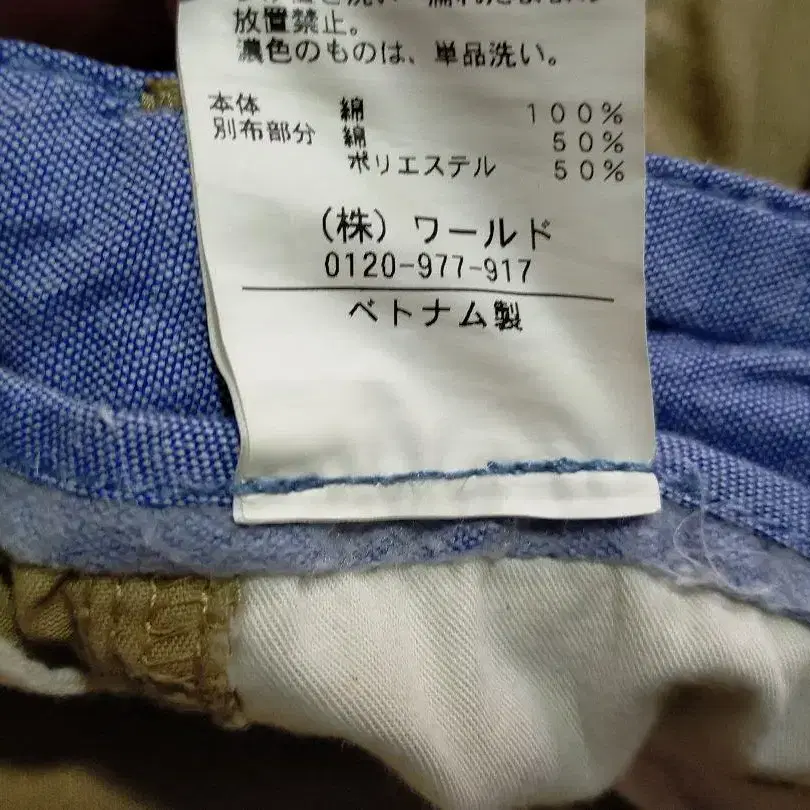 放置禁止。
濃色のものは、単品洗い。
本体 綿 100%
別布部分 綿 50%
ポリエステル 50%
(株) ワールド
0120-977-917
ベトナム製